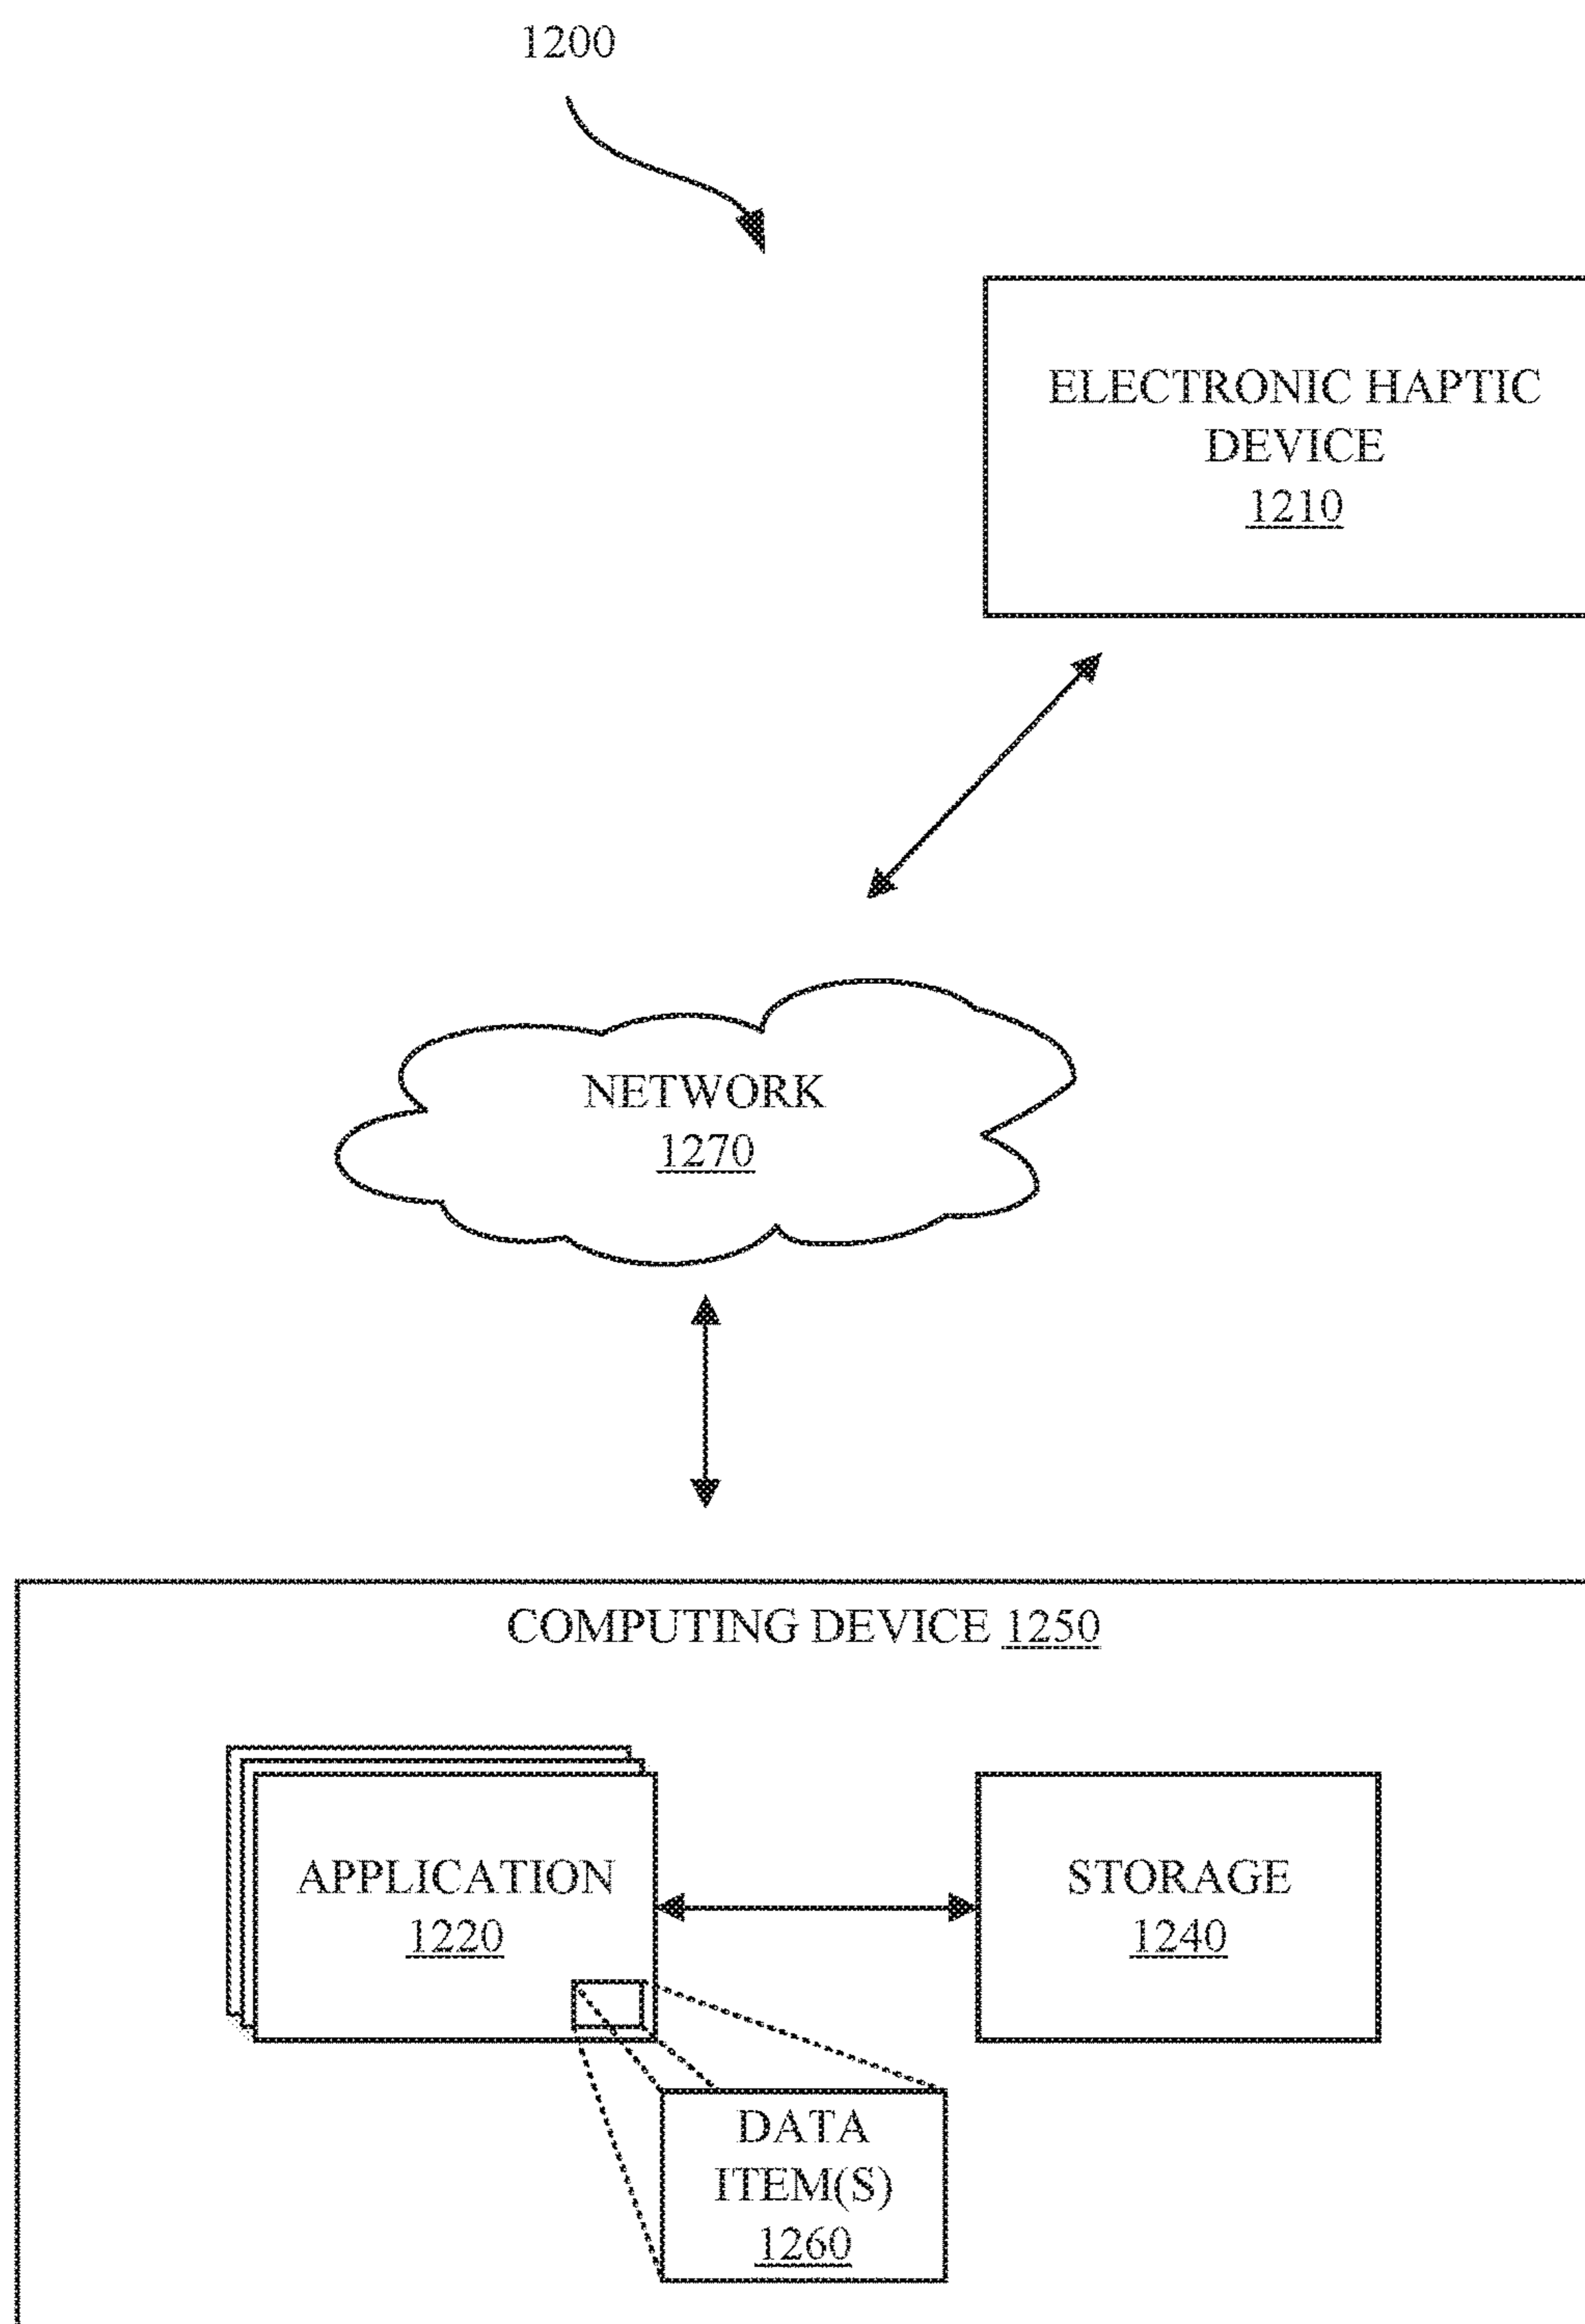 1200
ELECTRONIC HAPTIC
DEVICE
1210
NETWORK
1270
COMPUTING DEVICE 1250
APPLICATION
1220
STORAGE
1240
DATA
ITEM(S)
1260